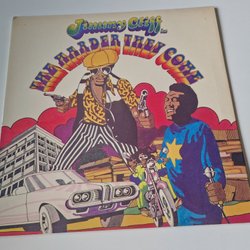 Jimmy Cliff in
THE HARDER THEY COME